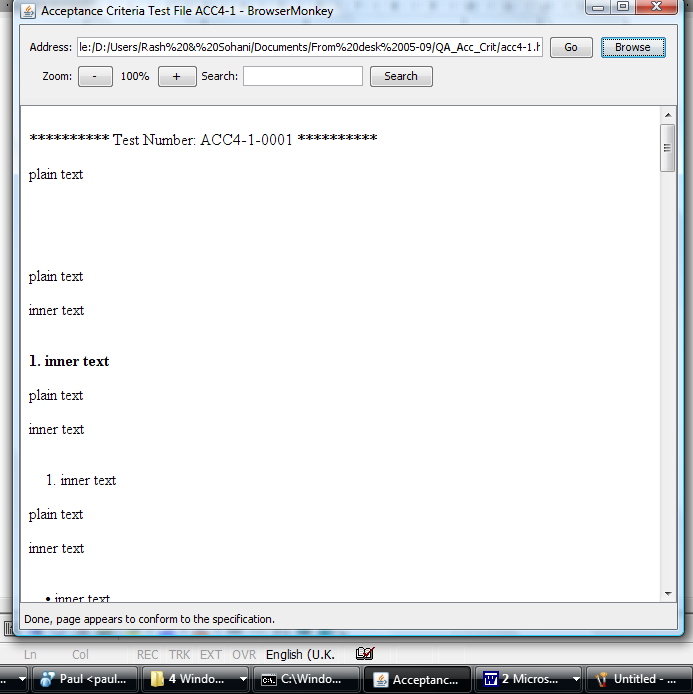 Acceptance Criteria Test File ACC4-1 - BrowserMonkey
Address: le:/D:/Users/Rash%20&%20Sohani/Documents/From%20desk%2005-09/QA_Acc_Crit/acc4-1.h Go Browse
Zoom: - 100% + Search: Search
********** Test Number: ACC4-1-0001 **********
plain text
plain text
inner text
1. inner text
plain text
inner text
1. inner text
plain text
inner text
• inner text
Done, page appears to conform to the specification.
Ln Col REC TRK EXT OVR English (U.K.
... Paul <paul... 4 Windo... C:\Window... Acceptanc... 2 Micros... Untitled - ...